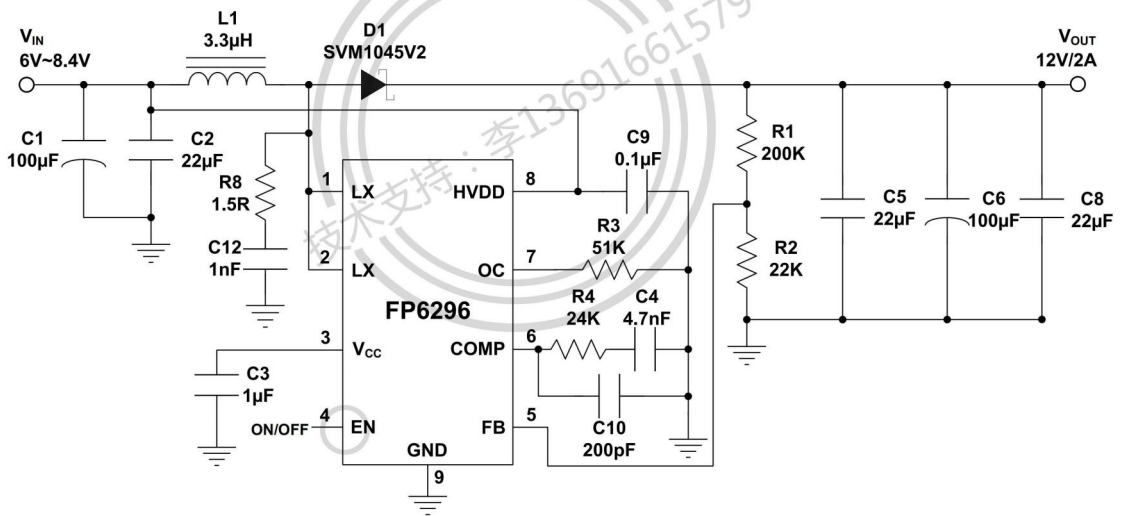 L1
3.3µH
VIN
6V~8.4V
D1
SVM1045V2
VOUT
12V/2A
C1
100µF
C2
22µF
R8
1.5R
C12
1nF
C3
1µF
ON/OFF
1
LX
2
LX
3
VCC
4
EN
FP6296
GND
9
8
HVDD
7
OC
6
COMP
5
FB
C9
0.1µF
R3
51K
R4
24K
C4
4.7nF
C10
200pF
R1
200K
R2
22K
C5
22µF
C6
100µF
C8
22µF
技术支持：李13691661579